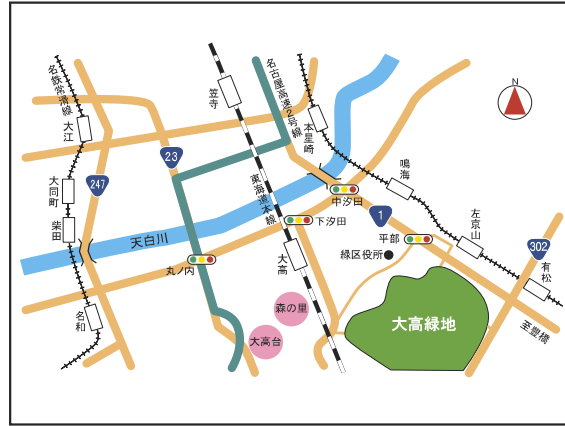 名鉄常滑線
大江
大同町
柴田
名和
247
23
笠寺
名古屋高速2号線
本星崎
N
鳴海
中汐田
東海道本線
下汐田
1
左京山
平部
302
緑区役所
天白川
丸ノ内
大高
有松
森の里
大高台
大高緑地
至豊橋